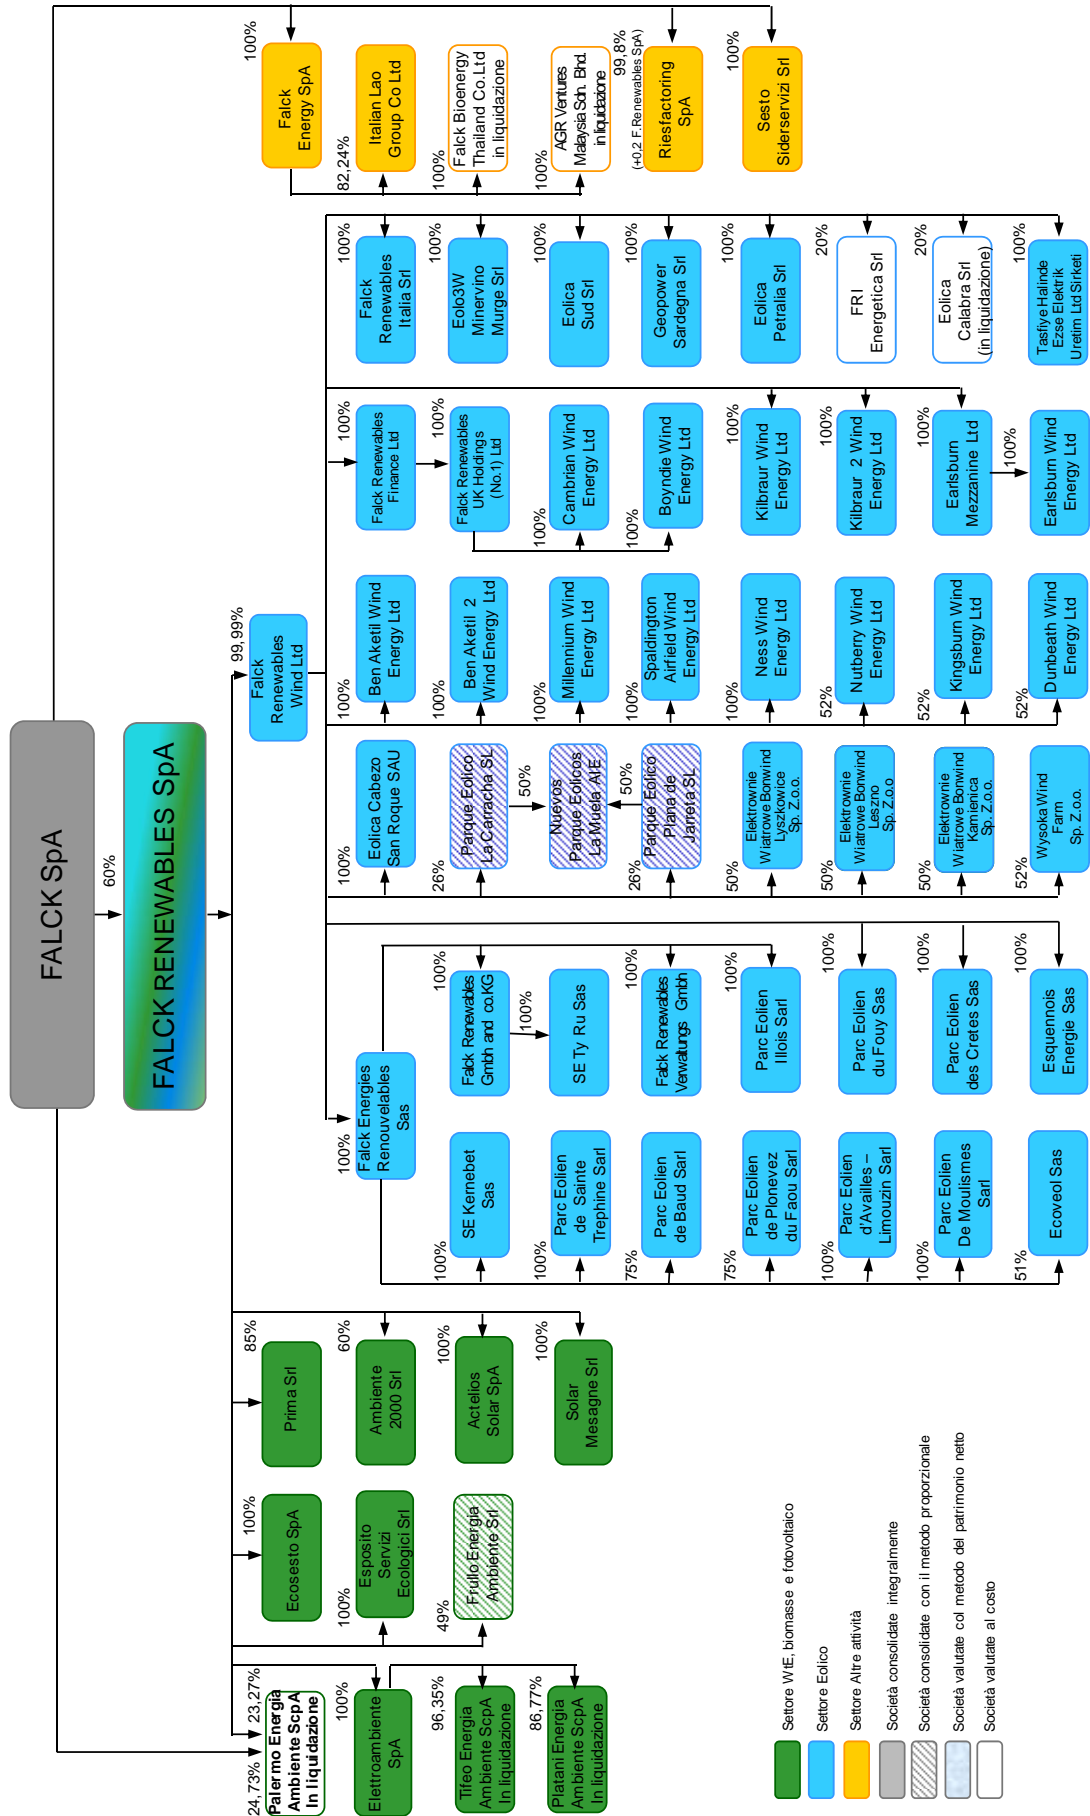 FALCK SpA
60%
FALCK RENEWABLES SpA
24,73%
23,27%
Palermo Energia
Ambiente ScpA
In liquidazione
100%
Elettroambiente
SpA
96,35%
Tifeo Energia
Ambiente ScpA
In liquidazione
86,77%
Platani Energia
Ambiente ScpA
In liquidazione
100%
Ecosesto SpA
100%
Esposito
Servizi
Ecologici Srl
49%
Frullo Energia
Ambiente Srl
85%
Prima Srl
60%
Ambiente
2000 Srl
100%
Actelios
Solar SpA
100%
Solar
Mesagne Srl
99,99%
Falck
Renewables
Wind Ltd
100%
Falck Energies
Renouvelables
Sas
100%
SE Kernebet
Sas
100%
Parc Eolien
de Sainte
Trephine Sarl
75%
Parc Eolien
de Baud Sarl
75%
Parc Eolien
de Plonevez
du Faou Sarl
100%
Parc Eolien
d'Availles –
Limouzin Sarl
100%
Parc Eolien
De Moulismes
Sarl
51%
Ecoveol Sas
100%
Falck Renewables
Gmbh and co.KG
100%
SE Ty Ru Sas
100%
Falck Renewables
Verwaltungs Gmbh
100%
Parc Eolien
Illois Sarl
100%
Parc Eolien
du Fouy Sas
100%
Parc Eolien
des Cretes Sas
100%
Esquennois
Energie Sas
100%
Eolica Cabezo
San Roque SAU
26%
Parque Eolico
La Carracha SL
50%
Nuevos
Parque Eolicos
La Muela AIE
50%
26%
Parque Eolico
Plana de
Jarreta SL
50%
Elektrownie
Wiatrowe Bonwind
Lyszkowice
Sp. Z.o.o.
50%
Elektrownie
Wiatrowe Bonwind
Leszno
Sp. Z.o.o
50%
Elektrownie
Wiatrowe Bonwind
Kamienica
Sp. Z.o.o.
52%
Wysoka Wind
Farm
Sp. Z.o.o.
100%
Ben Aketil Wind
Energy Ltd
100%
Ben Aketil 2
Wind Energy Ltd
100%
Millennium Wind
Energy Ltd
100%
Spaldington
Airfield Wind
Energy Ltd
100%
Ness Wind
Energy Ltd
52%
Nutberry Wind
Energy Ltd
52%
Kingsburn Wind
Energy Ltd
52%
Dunbeath Wind
Energy Ltd
100%
Falck Renewables
Finance Ltd
100%
Falck Renewables
UK Holdings
(No.1) Ltd
100%
Cambrian Wind
Energy Ltd
100%
Boyndie Wind
Energy Ltd
100%
Kilbraur Wind
Energy Ltd
100%
Kilbraur 2 Wind
Energy Ltd
100%
Earlsburn
Mezzanine Ltd
100%
Earlsburn Wind
Energy Ltd
100%
Falck
Renewables
Italia Srl
100%
Eolo3W
Minervino
Murge Srl
100%
Eolica
Sud Srl
100%
Geopower
Sardegna Srl
100%
Eolica
Petralia Srl
20%
FRI
Energetica Srl
20%
Eolica
Calabra Srl
(in liquidazione)
100%
Tasfiye Halinde
Ezse Elektrik
Uretim Ltd Sirketi
100%
Falck
Energy SpA
82,24%
Italian Lao
Group Co Ltd
100%
Falck Bioenergy
Thailand Co.Ltd
in liquidazione
100%
AGR Ventures
Malaysia Sdn. Bhd.
in liquidazione
99,8%
(+0,2 F.Renewables SpA)
Riesfactoring
SpA
100%
Sesto
Siderservizi Srl
Settore WtE, biomasse e fotovoltaico
Settore Eolico
Settore Altre attività
Società consolidate integralmente
Società consolidate con il metodo proporzionale
Società valutate col metodo del patrimonio netto
Società valutate al costo